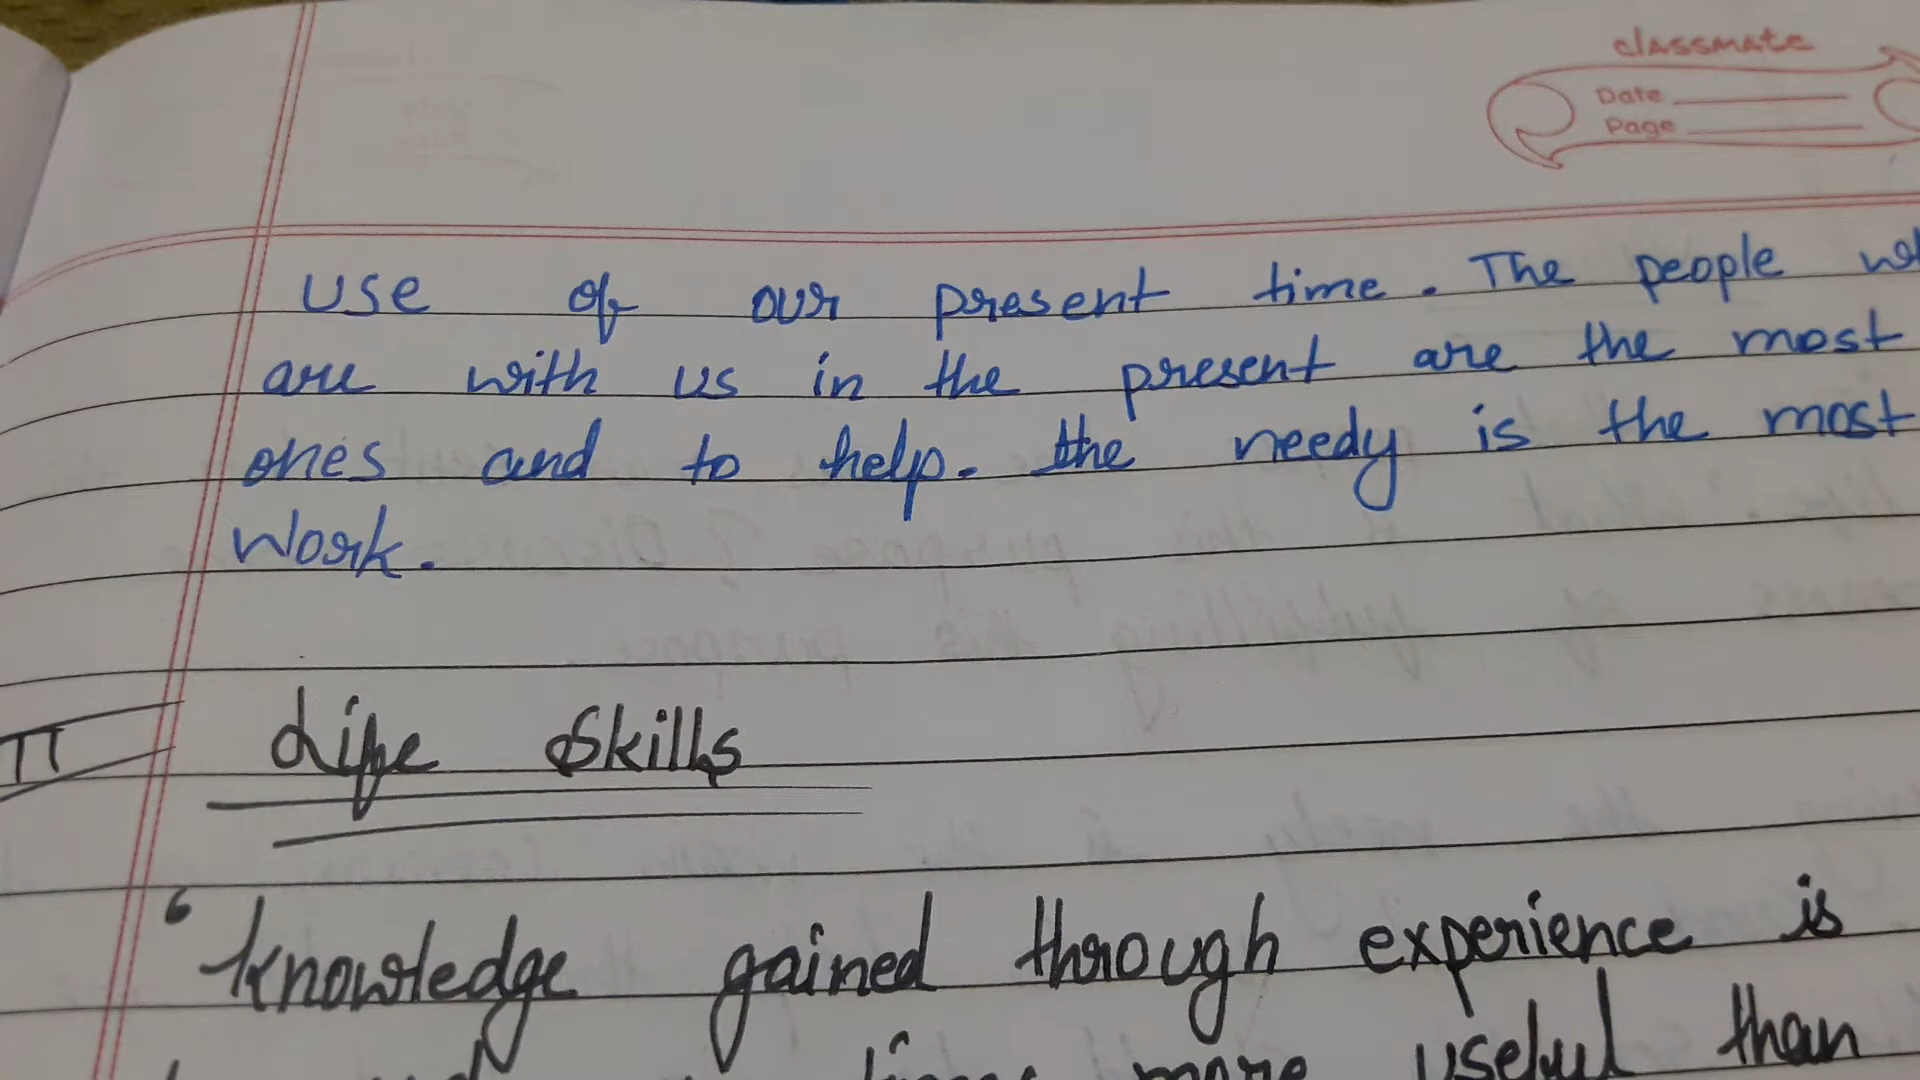 classmate
Date
Page
use of our present time. The people
are with us in the present are the most
ones and to help. the needy is the most
work.
II
Life Skills
“knowledge gained through experience is
more useful than